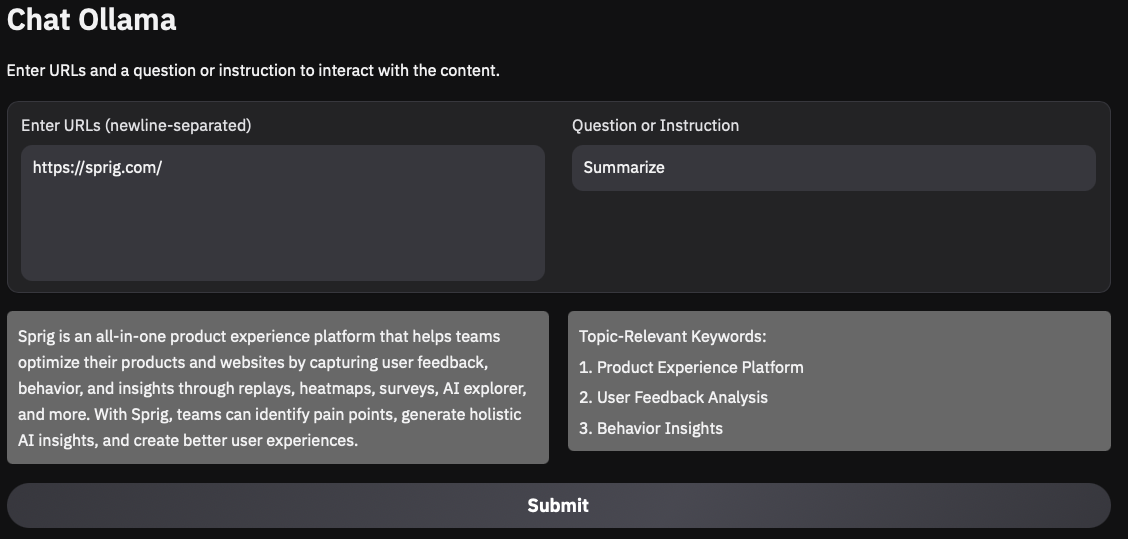 Chat Ollama
Enter URLs and a question or instruction to interact with the content.
Enter URLs (newline-separated)
https://sprig.com/
Question or Instruction
Summarize
Sprig is an all-in-one product experience platform that helps teams
optimize their products and websites by capturing user feedback,
behavior, and insights through replays, heatmaps, surveys, AI explorer,
and more. With Sprig, teams can identify pain points, generate holistic
AI insights, and create better user experiences.
Topic-Relevant Keywords:
1. Product Experience Platform
2. User Feedback Analysis
3. Behavior Insights
Submit